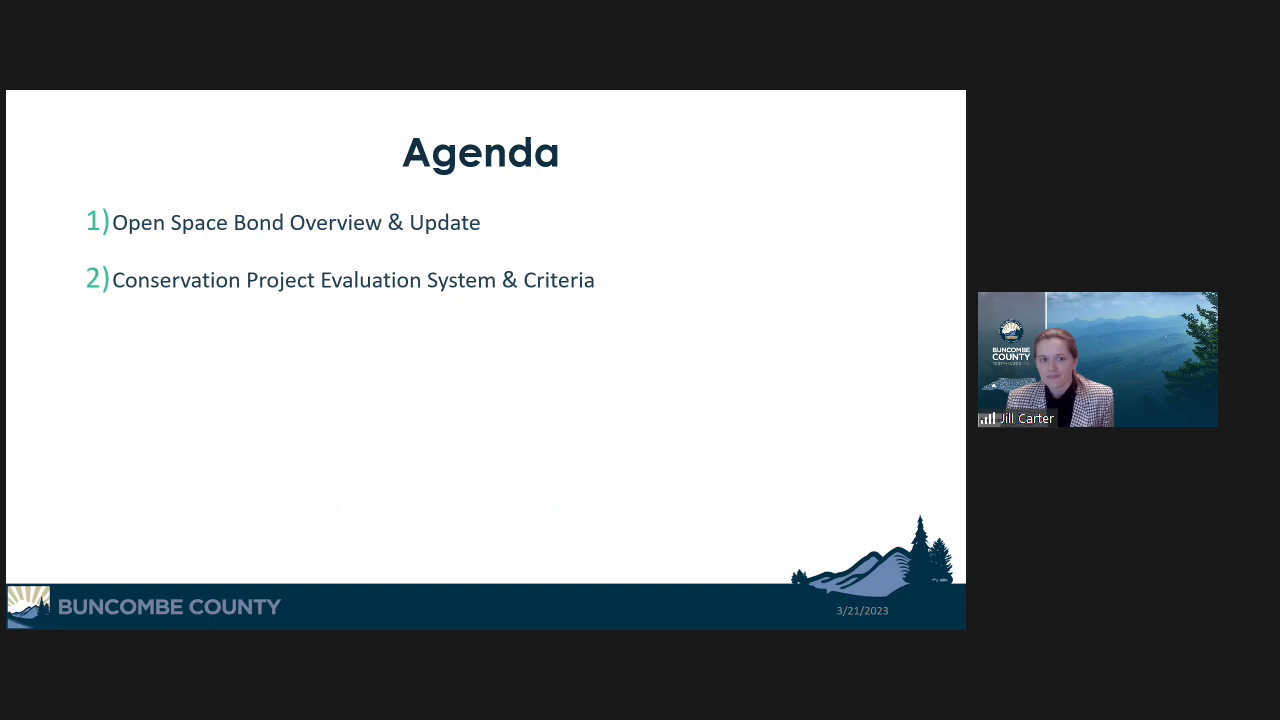 Agenda
1) Open Space Bond Overview & Update
2) Conservation Project Evaluation System & Criteria
BUNCOMBE COUNTY
3/21/2023
BUNCOMBE
COUNTY
Jill Carter